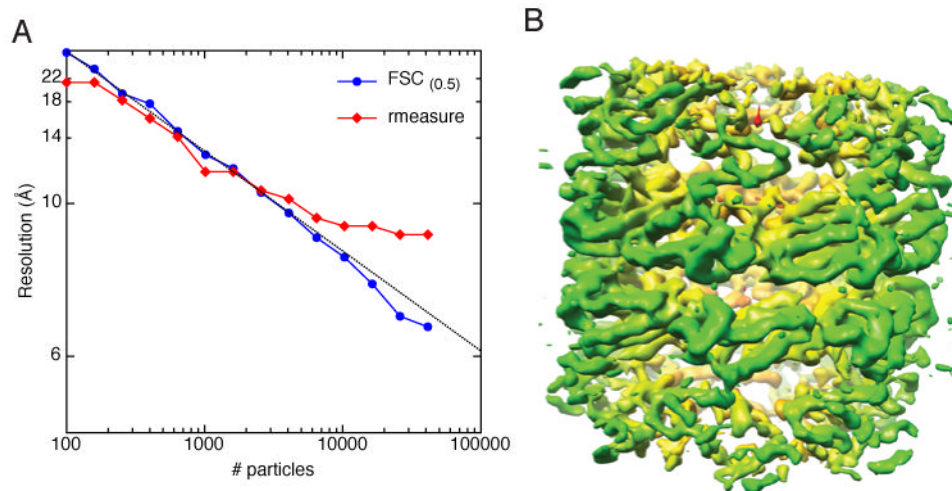 A
B
FSC (0.5)
rmeasure
22
18
14
10
6
Resolution (Å)
100
1000
10000
100000
# particles